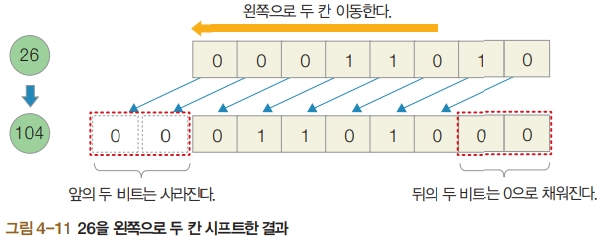 왼쪽으로 두 칸 이동한다.
26 0 0 0 1 1 0 1 0
104 0 0 0 1 1 0 1 0 0 0
앞의 두 비트는 사라진다. 뒤의 두 비트는 0으로 채워진다.
그림 4-11 26을 왼쪽으로 두 칸 시프트한 결과